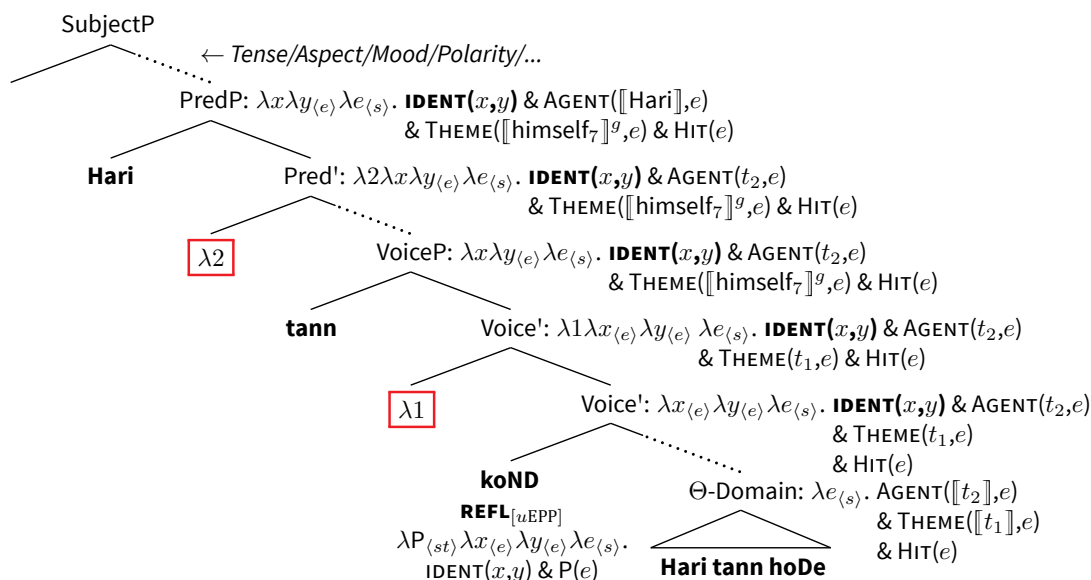 SubjectP
← Tense/Aspect/Mood/Polarity/...
PredP: λxλy⟨e⟩λe⟨s⟩. IDENT(x,y) & AGENT(⟦Hari⟧,e)
& THEME(⟦himself₇⟧ᵍ,e) & HIT(e)
Hari
Pred': λ2λxλy⟨e⟩λe⟨s⟩. IDENT(x,y) & AGENT(t₂,e)
& THEME(⟦himself₇⟧ᵍ,e) & HIT(e)
λ2
VoiceP: λxλy⟨e⟩λe⟨s⟩. IDENT(x,y) & AGENT(t₂,e)
& THEME(⟦himself₇⟧ᵍ,e) & HIT(e)
tann
Voice': λ1λx⟨e⟩λy⟨e⟩ λe⟨s⟩. IDENT(x,y) & AGENT(t₂,e)
& THEME(t₁,e) & HIT(e)
λ1
Voice': λx⟨e⟩λy⟨e⟩λe⟨s⟩. IDENT(x,y) & AGENT(t₂,e)
& THEME(t₁,e)
& HIT(e)
koND
REFL[uEPP]
λP⟨st⟩λx⟨e⟩λy⟨e⟩λe⟨s⟩.
IDENT(x,y) & P(e)
Θ-Domain: λe⟨s⟩. AGENT(⟦t₂⟧,e)
& THEME(⟦t₁⟧,e)
& HIT(e)
Hari tann hoDe